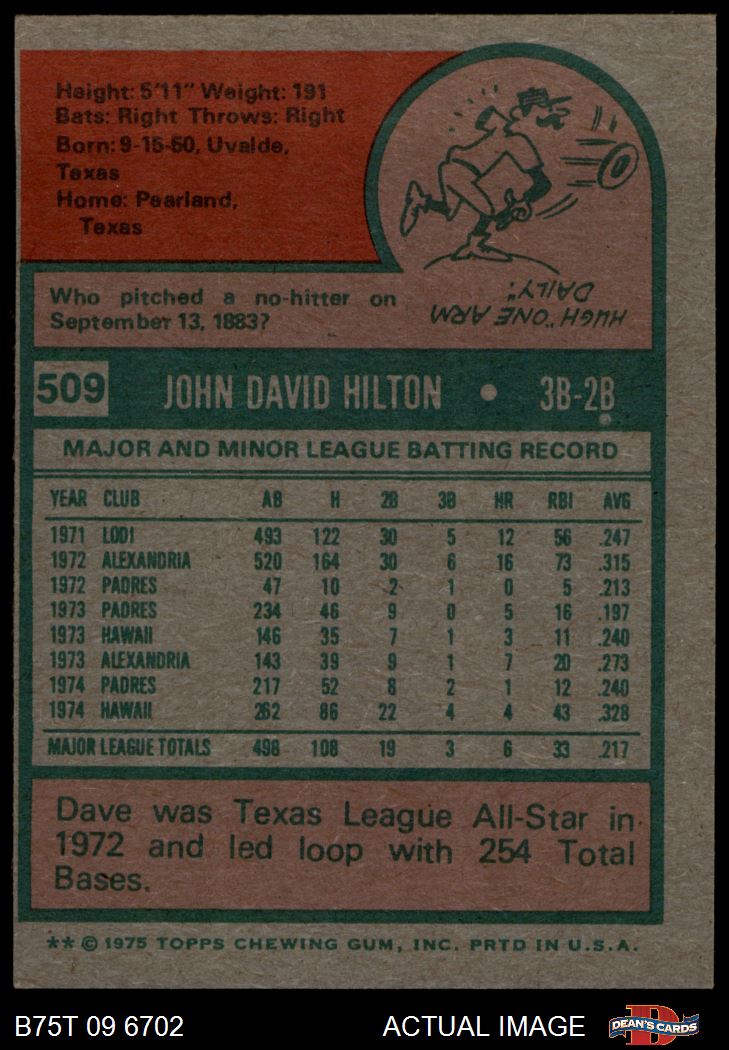 Height: 5'11" Weight: 191
Bats: Right Throws: Right
Born: 9-15-50, Uvalde,
Texas
Home: Pearland,
Texas
Who pitched a no-hitter on
September 13, 1883?
HUGH "ONE ARM
DAILY".
509 JOHN DAVID HILTON • 3B-2B
MAJOR AND MINOR LEAGUE BATTING RECORD
YEAR CLUB AB H 2B 3B HR RBI AVG
1971 LODI 493 122 30 5 12 56 .247
1972 ALEXANDRIA 520 164 30 6 16 73 .315
1972 PADRES 47 10 2 1 0 5 .213
1973 PADRES 234 46 9 0 5 16 .197
1973 HAWAII 146 35 7 1 3 11 .240
1973 ALEXANDRIA 143 39 9 1 7 20 .273
1974 PADRES 217 52 8 2 1 12 .240
1974 HAWAII 262 86 22 4 4 43 .328
MAJOR LEAGUE TOTALS 498 108 19 3 6 33 .217
Dave was Texas League All-Star in
1972 and led loop with 254 Total
Bases.
** © 1975 TOPPS CHEWING GUM, INC. PRTD IN U.S.A.
B75T 09 6702 ACTUAL IMAGE DEAN'S CARDS